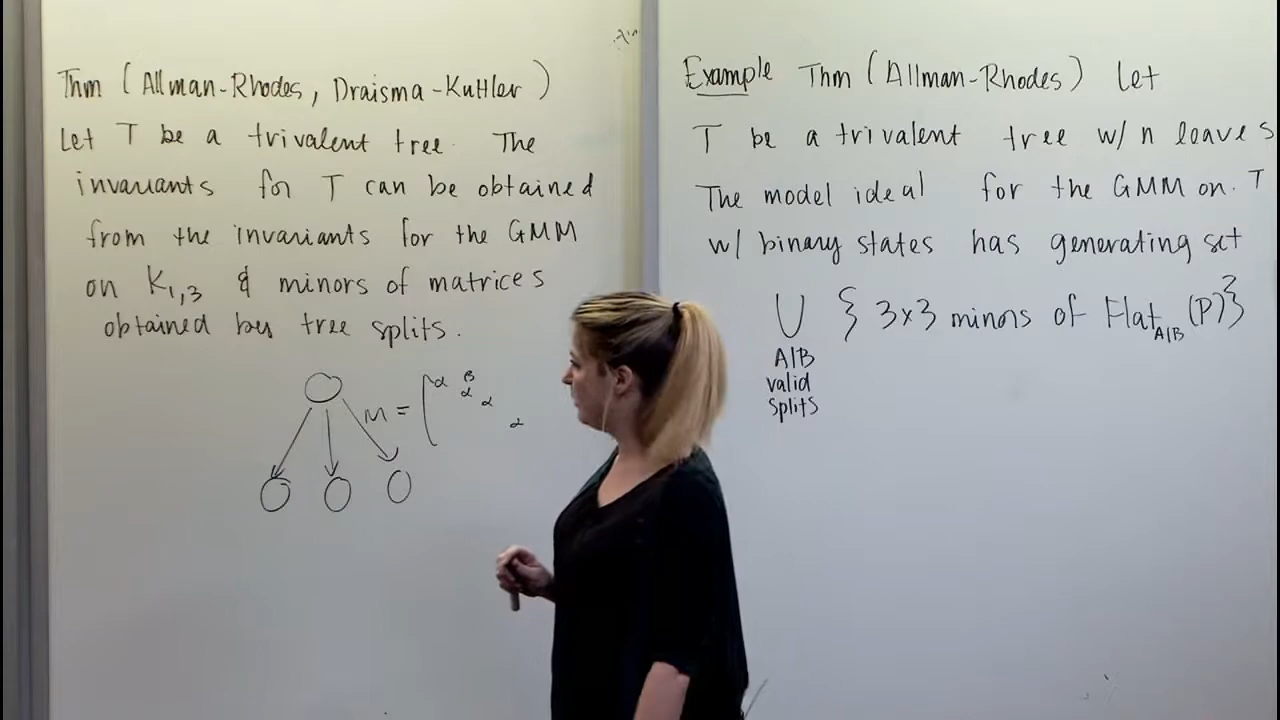 Thm (Allman-Rhodes, Draisma-Kuttler)
Let T be a trivalent tree. The
invariants for T can be obtained
from the invariants for the GMM
on K1,3 & minors of matrices
obtained by tree splits.
M = [α β
α
α
α
Example Thm (Allman-Rhodes) Let
T be a trivalent tree w/ n leaves
The model ideal for the GMM on T
w/ binary states has generating set
∪ { 3x3 minors of Flat A|B (P) }
A|B
valid
splits